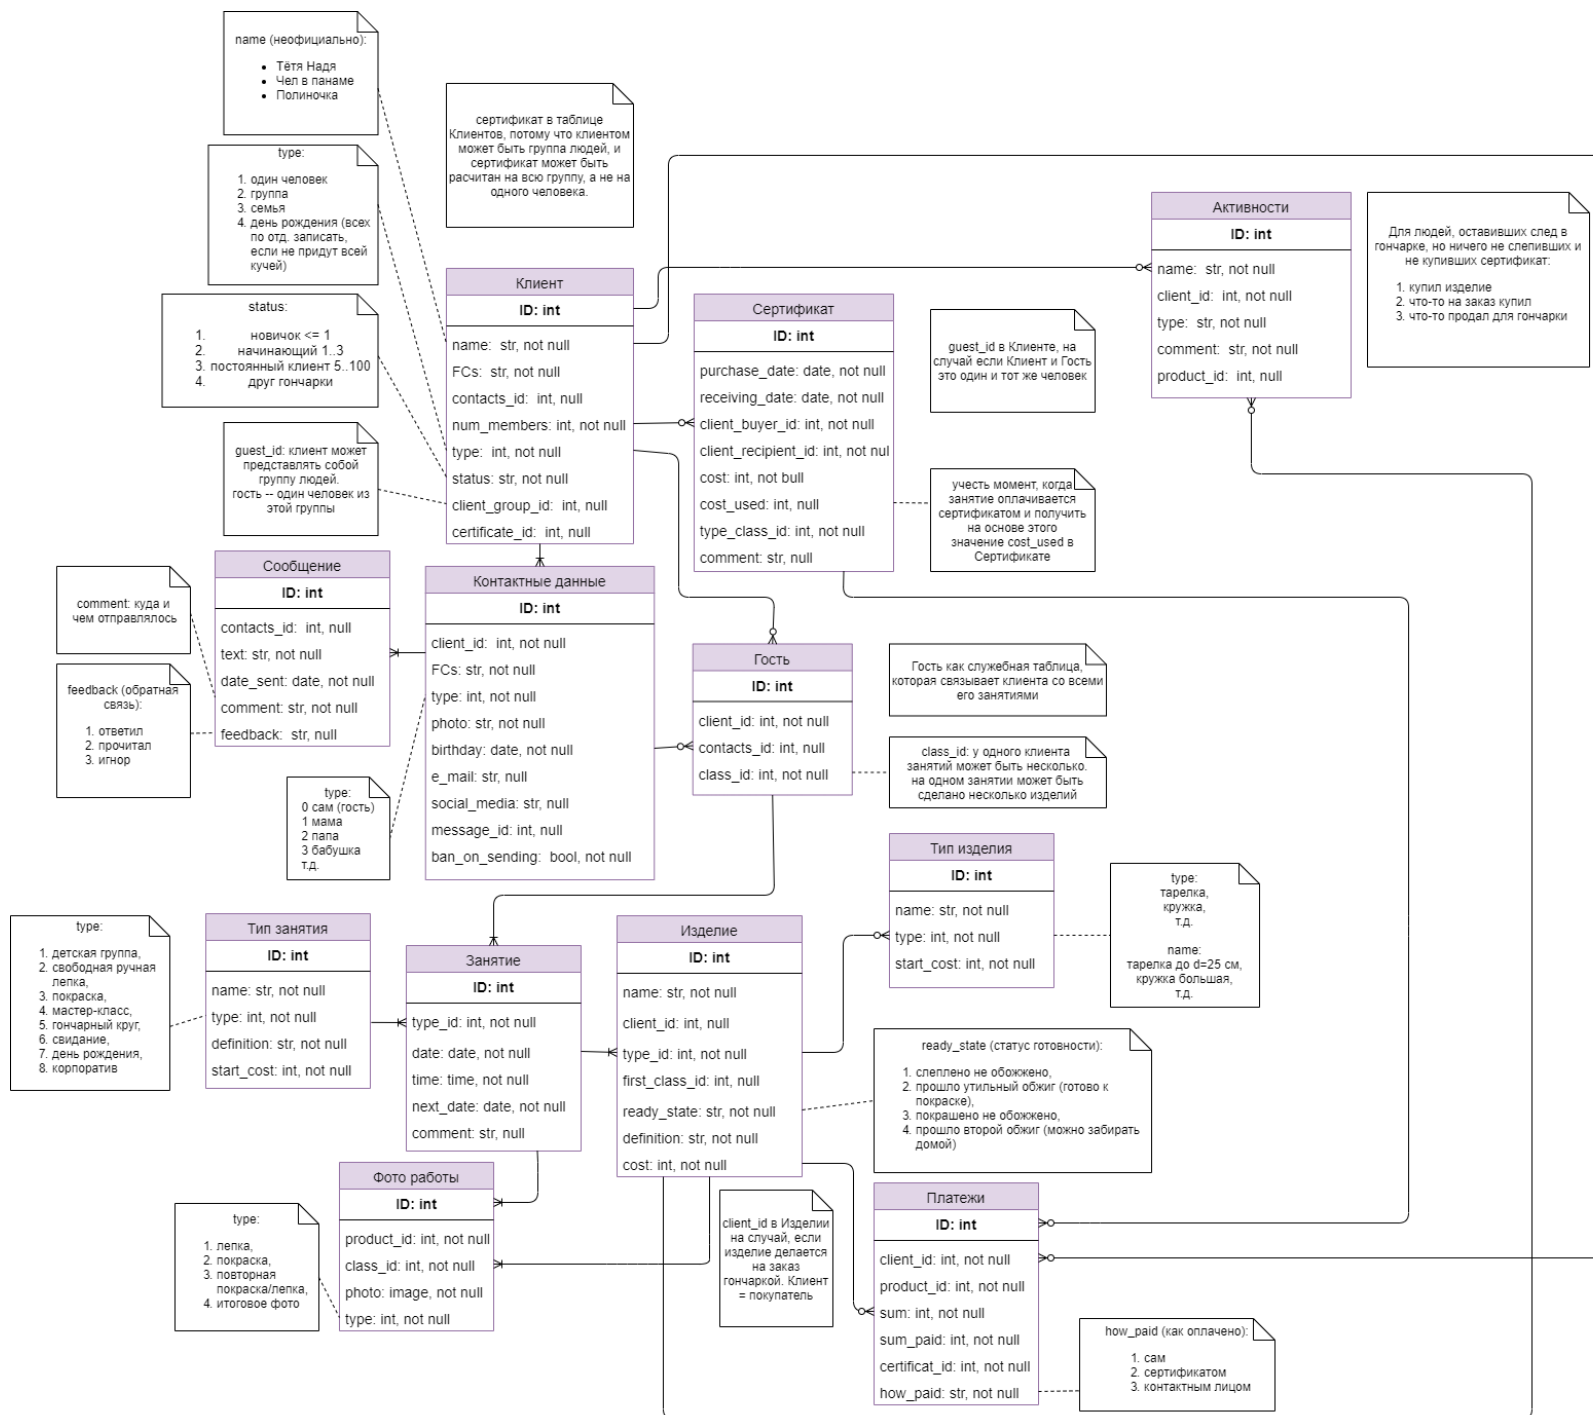 name (неофициально):
• Тётя Надя
• Чел в панаме
• Полиночка
сертификат в таблице
Клиентов, потому что клиентом
может быть группа людей, и
сертификат может быть
расчитан на всю группу, а не на
одного человека.
type:
1. один человек
2. группа
3. семья
4. день рождения (всех
по отд. записать,
если не придут всей
кучей)
status:
1. новичок <= 1
2. начинающий 1..3
3. постоянный клиент 5..100
4. друг гончарки
guest_id: клиент может
представлять собой
группу людей.
гость -- один человек из
этой группы
Клиент
ID: int
name: str, not null
FCs: str, not null
contacts_id: int, null
num_members: int, not null
type: int, not null
status: str, not null
client_group_id: int, null
certificate_id: int, null
Сертификат
ID: int
purchase_date: date, not null
receiving_date: date, not null
client_buyer_id: int, not null
client_recipient_id: int, not nul
cost: int, not bull
cost_used: int, null
type_class_id: int, not null
comment: str, null
guest_id в Клиенте, на
случай если Клиент и Гость
это один и тот же человек
учесть момент, когда
занятие оплачивается
сертификатом и получить
на основе этого
значение cost_used в
Сертификате
Активности
ID: int
name: str, not null
client_id: int, not null
type: str, not null
comment: str, not null
product_id: int, null
Для людей, оставивших след в
гончарке, но ничего не слепивших и
не купивших сертификат:
1. купил изделие
2. что-то на заказ купил
3. что-то продал для гончарки
comment: куда и
чем отправлялось
feedback (обратная
связь):
1. ответил
2. прочитал
3. игнор
Сообщение
ID: int
contacts_id: int, null
text: str, not null
date_sent: date, not null
comment: str, not null
feedback: str, null
type:
0 сам (гость)
1 мама
2 папа
3 бабушка
т.д.
Контактные данные
ID: int
client_id: int, not null
FCs: str, not null
type: int, not null
photo: str, not null
birthday: date, not null
e_mail: str, null
social_media: str, null
message_id: int, null
ban_on_sending: bool, not null
Гость
ID: int
client_id: int, not null
contacts_id: int, null
class_id: int, not null
Гость как служебная таблица,
которая связывает клиента со всеми
его занятиями
class_id: у одного клиента
занятий может быть несколько.
на одном занятии может быть
сделано несколько изделий
Тип изделия
ID: int
name: str, not null
type: int, not null
start_cost: int, not null
type:
тарелка,
кружка,
т.д.
name:
тарелка до d=25 см,
кружка большая,
т.д.
type:
1. детская группа,
2. свободная ручная
лепка,
3. покраска,
4. мастер-класс,
5. гончарный круг,
6. свидание,
7. день рождения,
8. корпоратив
Тип занятия
ID: int
name: str, not null
type: int, not null
definition: str, not null
start_cost: int, not null
Занятие
ID: int
type_id: int, not null
date: date, not null
time: time, not null
next_date: date, not null
comment: str, null
Изделие
ID: int
name: str, not null
client_id: int, null
type_id: int, not null
first_class_id: int, null
ready_state: str, not null
definition: str, not null
cost: int, not null
ready_state (статус готовности):
1. слеплено не обожжено,
2. прошло утильный обжиг (готово к
покраске),
3. покрашено не обожжено,
4. прошло второй обжиг (можно забирать
домой)
type:
1. лепка,
2. покраска,
3. повторная
покраска/лепка,
4. итоговое фото
Фото работы
ID: int
product_id: int, not null
class_id: int, not null
photo: image, not null
type: int, not null
client_id в Изделии
на случай, если
изделие делается
на заказ
гончаркой. Клиент
= покупатель
Платежи
ID: int
client_id: int, not null
product_id: int, not null
sum: int, not null
sum_paid: int, not null
certificat_id: int, not null
how_paid: str, not null
how_paid (как оплачено):
1. сам
2. сертификатом
3. контактным лицом